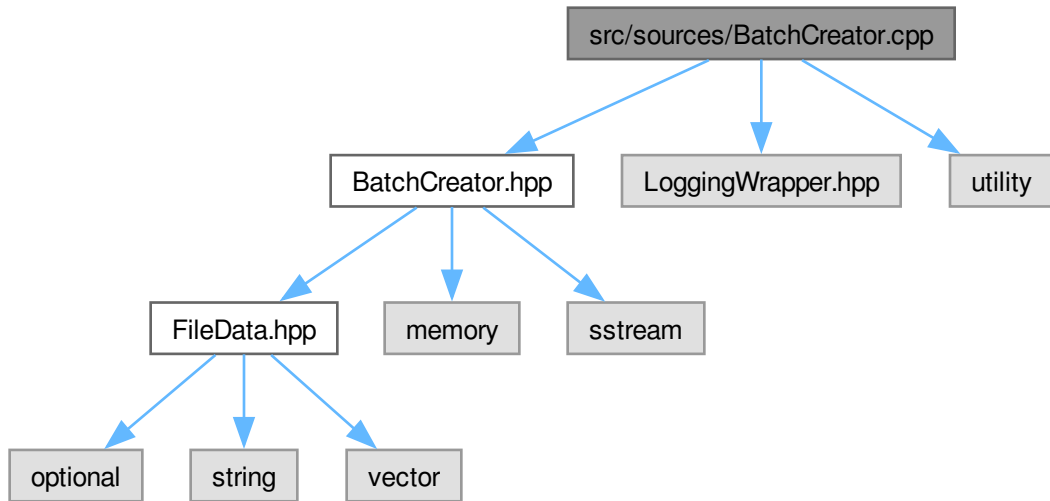 src/sources/BatchCreator.cpp
BatchCreator.hpp
LoggingWrapper.hpp
utility
FileData.hpp
memory
sstream
optional
string
vector